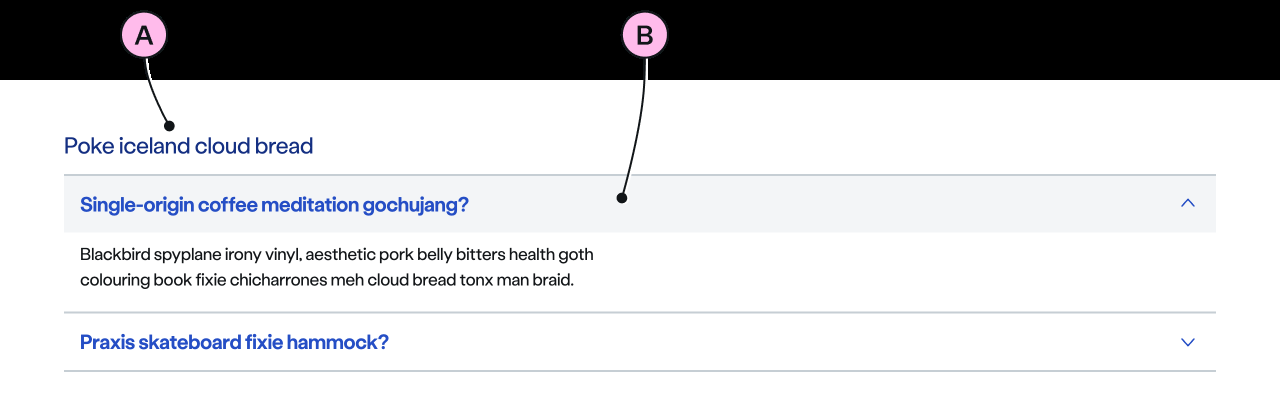 A
B
Poke iceland cloud bread
Single-origin coffee meditation gochujang?
Blackbird spyplane irony vinyl, aesthetic pork belly bitters health goth
colouring book fixie chicharrones meh cloud bread tonx man braid.
Praxis skateboard fixie hammock?